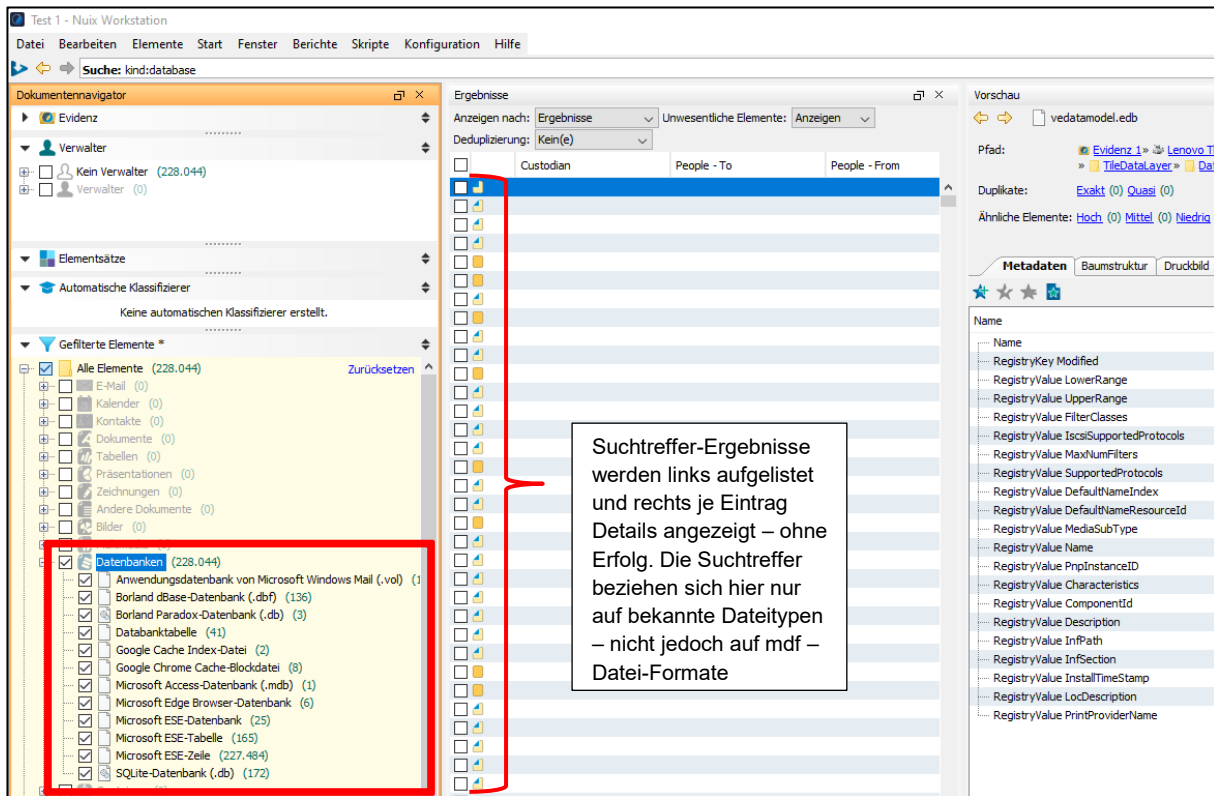 Test 1 - Nuix Workstation
Datei Bearbeiten Elemente Start Fenster Berichte Skripte Konfiguration Hilfe
Suche: kind:database
Dokumentennavigator
Evidenz
Verwalter
Kein Verwalter (228.044)
Verwalter (0)
Elementsätze
Automatische Klassifizierer
Keine automatischen Klassifizierer erstellt.
Gefilterte Elemente *
Alle Elemente (228.044) Zurücksetzen
E-Mail (0)
Kalender (0)
Kontakte (0)
Dokumente (0)
Tabellen (0)
Präsentationen (0)
Zeichnungen (0)
Andere Dokumente (0)
Bilder (0)
Datenbanken (228.044)
Anwendungsdatenbank von Microsoft Windows Mail (.vol)
Borland dBase-Datenbank (.dbf) (136)
Borland Paradox-Datenbank (.db) (3)
Databanktabelle (41)
Google Cache Index-Datei (2)
Google Chrome Cache-Blockdatei (8)
Microsoft Access-Datenbank (.mdb) (1)
Microsoft Edge Browser-Datenbank (6)
Microsoft ESE-Datenbank (25)
Microsoft ESE-Tabelle (165)
Microsoft ESE-Zeile (227.484)
SQLite-Datenbank (.db) (172)
Ergebnisse
Anzeigen nach: Ergebnisse Unwesentliche Elemente: Anzeigen
Deduplizierung: Kein(e)
Custodian People - To People - From
Suchtreffer-Ergebnisse
werden links aufgelistet
und rechts je Eintrag
Details angezeigt – ohne
Erfolg. Die Suchtreffer
beziehen sich hier nur
auf bekannte Dateitypen
– nicht jedoch auf mdf –
Datei-Formate
Vorschau
vedatamodel.edb
Pfad: Evidenz 1» Lenovo T
» TileDataLayer» Dat
Duplikate: Exakt (0) Quasi (0)
Ähnliche Elemente: Hoch (0) Mittel (0) Niedrig
Metadaten Baumstruktur Druckbild
Name
Name
RegistryKey Modified
RegistryValue LowerRange
RegistryValue UpperRange
RegistryValue FilterClasses
RegistryValue IscsiSupportedProtocols
RegistryValue MaxNumFilters
RegistryValue SupportedProtocols
RegistryValue DefaultNameIndex
RegistryValue DefaultNameResourceId
RegistryValue MediaSubType
RegistryValue Name
RegistryValue PnpInstanceID
RegistryValue Characteristics
RegistryValue ComponentId
RegistryValue Description
RegistryValue InfPath
RegistryValue InfSection
RegistryValue InstallTimeStamp
RegistryValue LocDescription
RegistryValue PrintProviderName